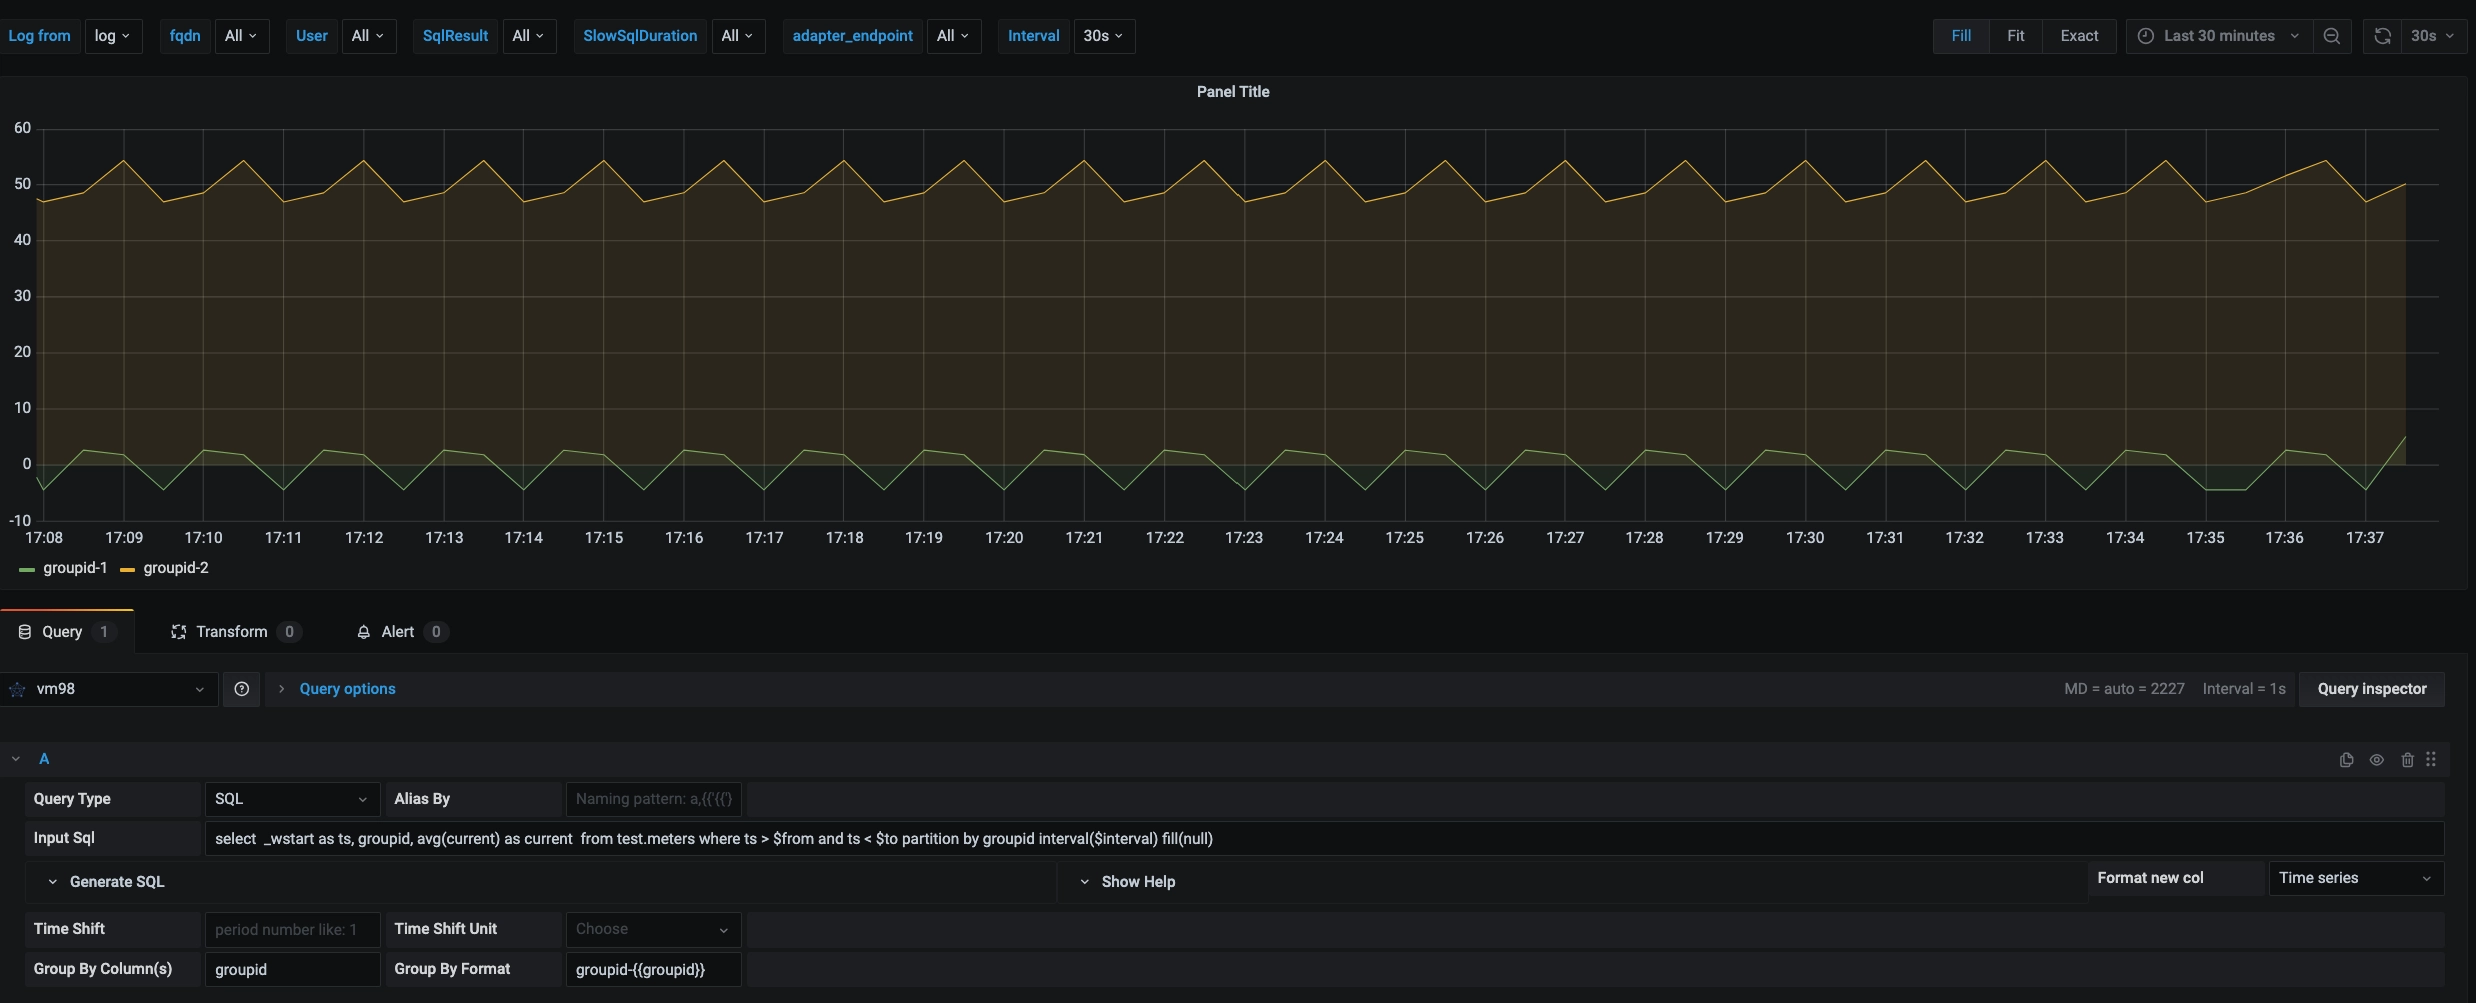 Log from log fqdn All User All SqlResult All SlowSqlDuration All adapter_endpoint All Interval 30s Fill Fit Exact Last 30 minutes 30s
Panel Title
60
50
40
30
20
10
0
-10
17:08 17:09 17:10 17:11 17:12 17:13 17:14 17:15 17:16 17:17 17:18 17:19 17:20 17:21 17:22 17:23 17:24 17:25 17:26 17:27 17:28 17:29 17:30 17:31 17:32 17:33 17:34 17:35 17:36 17:37
groupid-1 groupid-2
Query 1 Transform 0 Alert 0
vm98 Query options MD = auto = 2227 Interval = 1s Query inspector
A
Query Type SQL Alias By Naming pattern: a,{{'{{'}
Input Sql select _wstart as ts, groupid, avg(current) as current from test.meters where ts > $from and ts < $to partition by groupid interval($interval) fill(null)
Generate SQL Show Help Format new col Time series
Time Shift period number like: 1 Time Shift Unit Choose
Group By Column(s) groupid Group By Format groupid-{{groupid}}